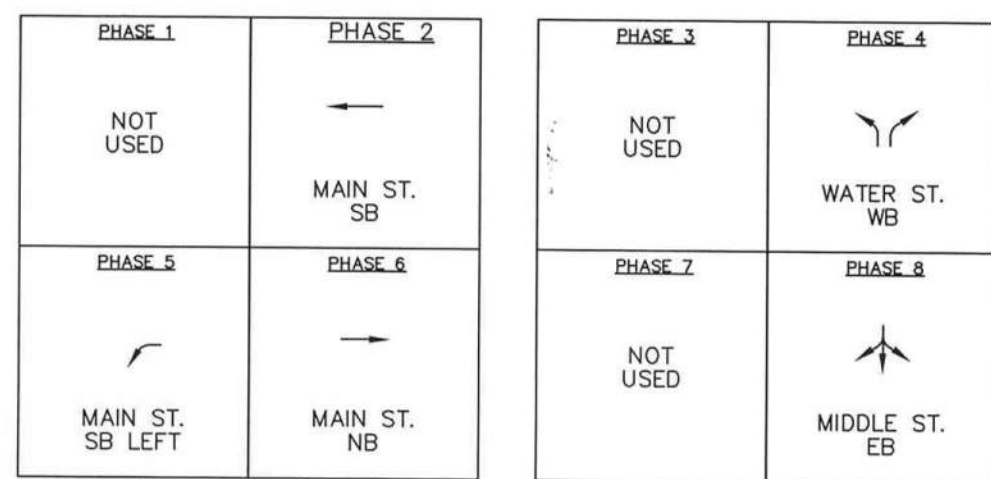 PHASE 1
NOT
USED
PHASE 2
MAIN ST.
SB
PHASE 3
NOT
USED
PHASE 4
WATER ST.
WB
PHASE 5
MAIN ST.
SB LEFT
PHASE 6
MAIN ST.
NB
PHASE 7
NOT
USED
PHASE 8
MIDDLE ST.
EB